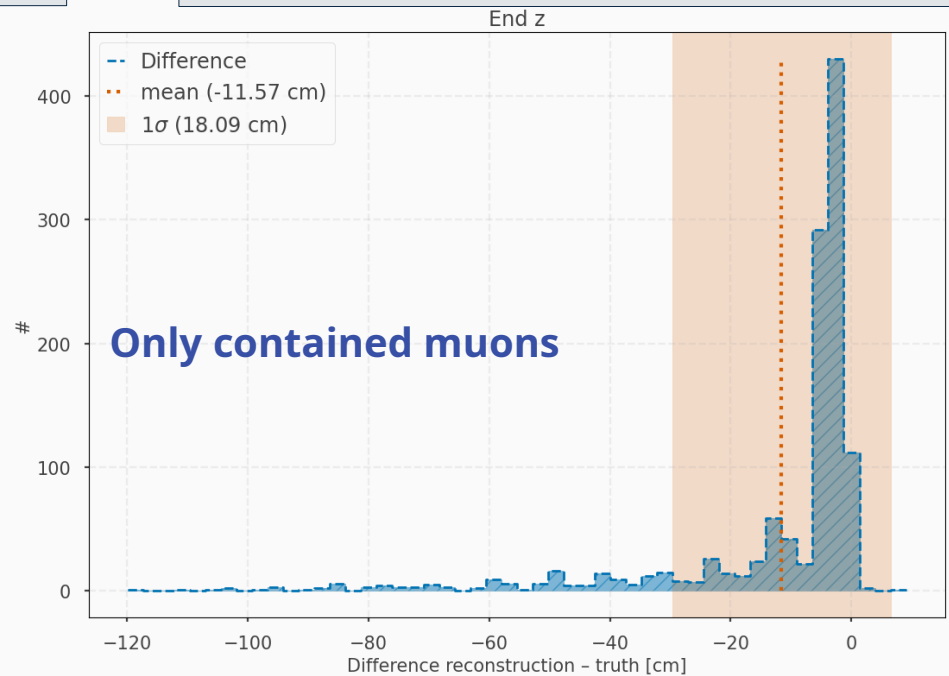 End z
Difference
mean (-11.57 cm)
1σ (18.09 cm)
400
300
#
200
100
0
Only contained muons
−120
−100
−80
−60
−40
−20
0
Difference reconstruction – truth [cm]